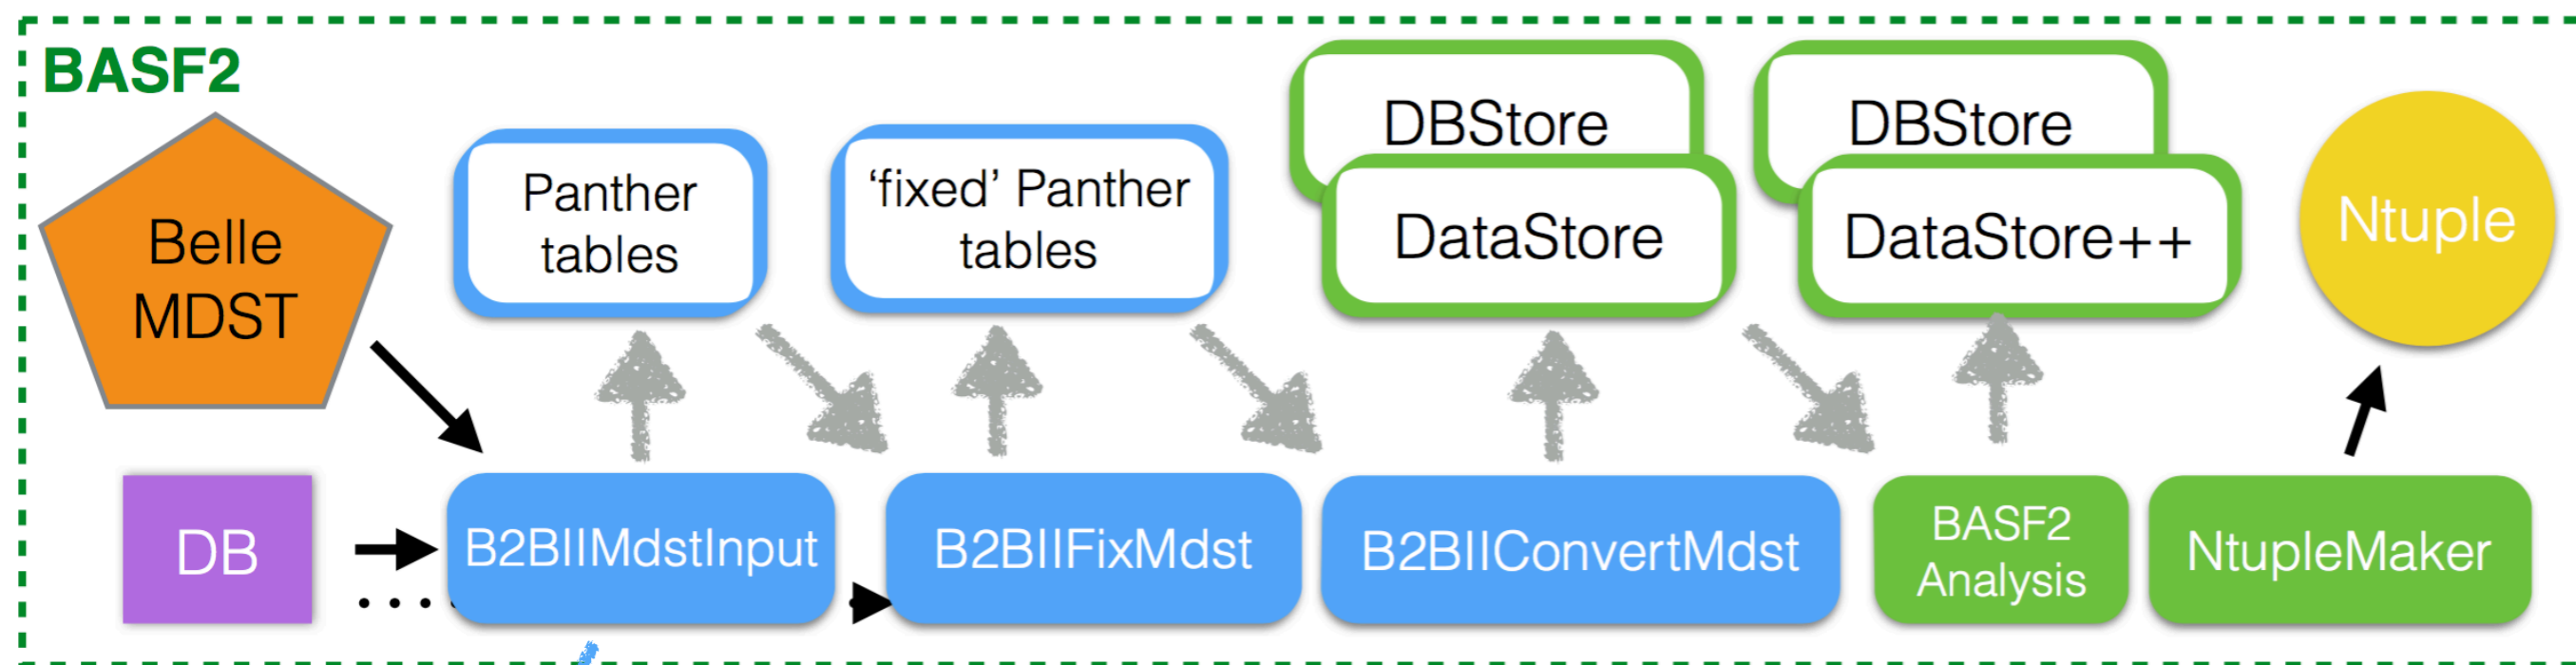 BASF2
Belle
MDST
Panther
tables
‘fixed’ Panther
tables
DBStore
DataStore
DBStore
DataStore++
Ntuple
DB
B2BIIMdstInput
B2BIIFixMdst
B2BIIConvertMdst
BASF2
Analysis
NtupleMaker